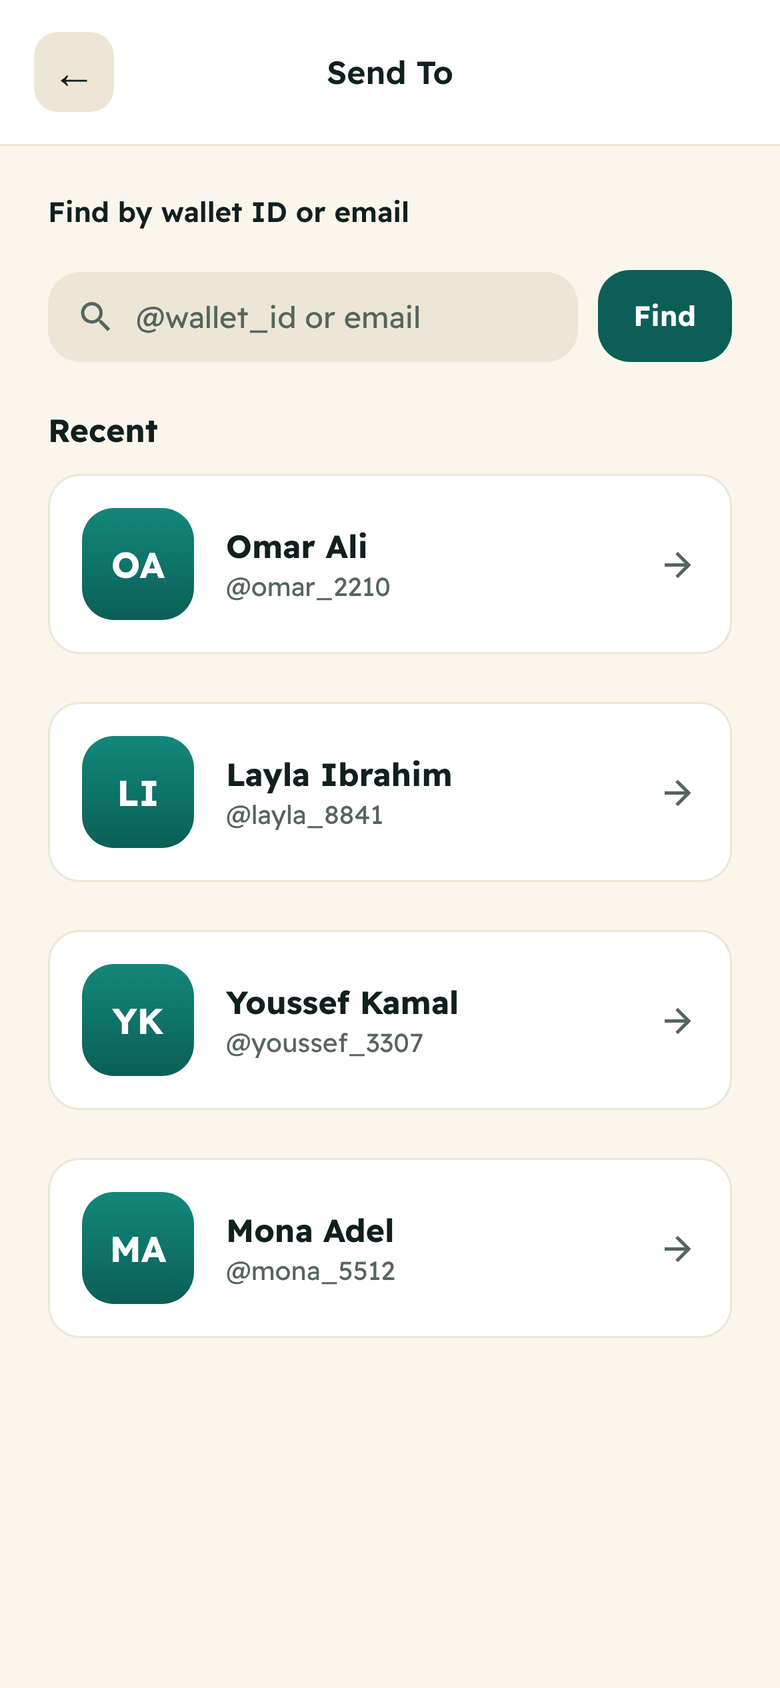 ←
Send To
Find by wallet ID or email
@wallet_id or email
Find
Recent
OA
Omar Ali
@omar_2210
→
LI
Layla Ibrahim
@layla_8841
→
YK
Youssef Kamal
@youssef_3307
→
MA
Mona Adel
@mona_5512
→